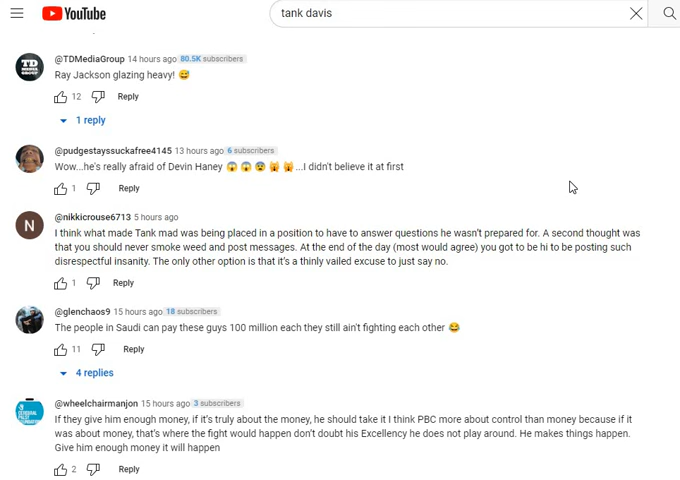 YouTube
tank davis
TD
MEDIA
GROUP
@TDMediaGroup 14 hours ago 80.5K subscribers
Ray Jackson glazing heavy! 😅
12 Reply
1 reply
@pudgestayssuckafree4145 13 hours ago 6 subscribers
Wow...he's really afraid of Devin Haney 😱 😱 😨 🙀 🙀 ...I didn't believe it at first
1 Reply
N
@nikkicrouse6713 5 hours ago
I think what made Tank mad was being placed in a position to have to answer questions he wasn't prepared for. A second thought was
that you should never smoke weed and post messages. At the end of the day (most would agree) you got to be hi to be posting such
disrespectful insanity. The only other option is that it's a thinly vailed excuse to just say no.
1 Reply
@glenchaos9 15 hours ago 18 subscribers
The people in Saudi can pay these guys 100 million each they still ain't fighting each other 😂
11 Reply
4 replies
@wheelchairmanjon 15 hours ago 3 subscribers
If they give him enough money, if it's truly about the money, he should take it I think PBC more about control than money because if it
was about money, that's where the fight would happen don't doubt his Excellency he does not play around. He makes things happen.
Give him enough money it will happen
2 Reply